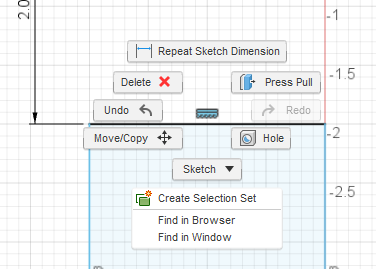 2.0
-1
Repeat Sketch Dimension
-1.5
Delete
Press Pull
Undo
Redo
-2
Move/Copy
Hole
Sketch
-2.5
Create Selection Set
Find in Browser
Find in Window